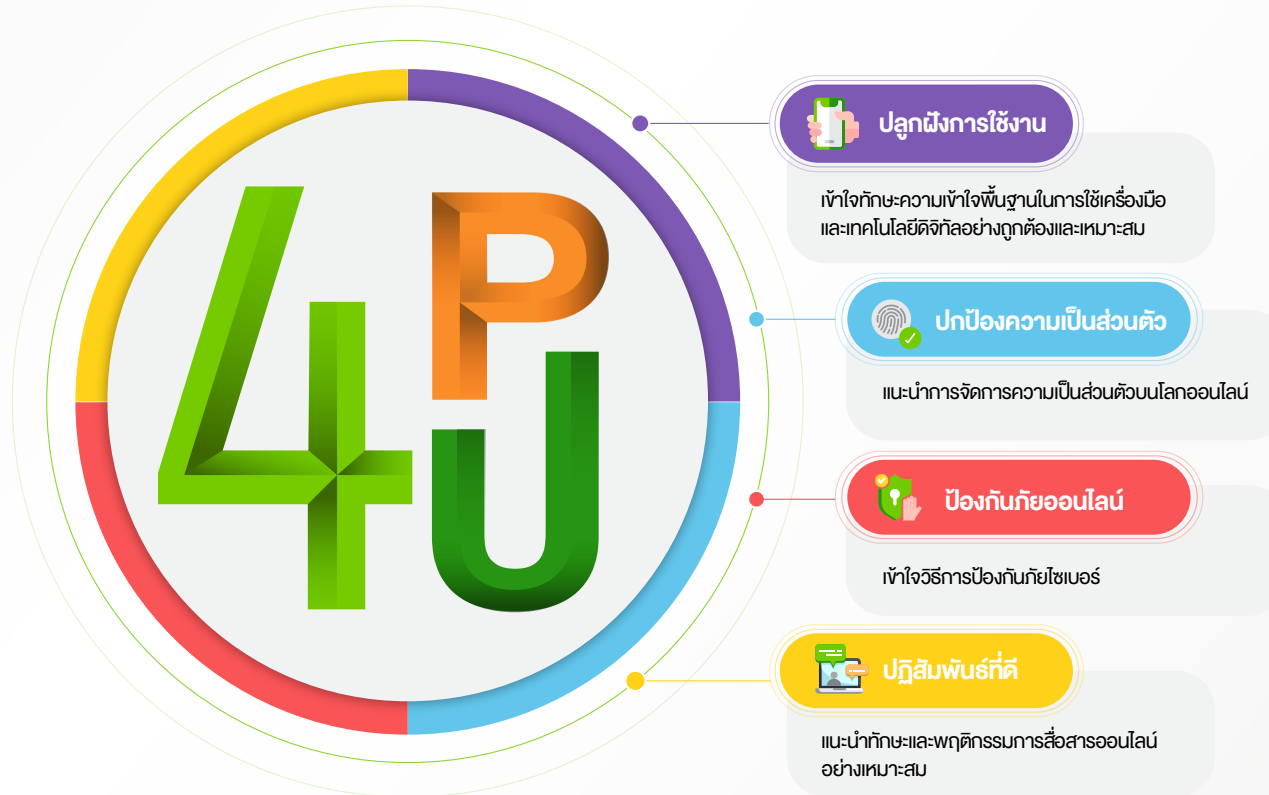 4
P
ป
ปลูกฝังการใช้งาน
เข้าใจทักษะความเข้าใจพื้นฐานในการใช้เครื่องมือ
และเทคโนโลยีดิจิทัลอย่างถูกต้องและเหมาะสม
ปกป้องความเป็นส่วนตัว
แนะนำการจัดการความเป็นส่วนตัวบนโลกออนไลน์
ป้องกันภัยออนไลน์
เข้าใจวิธีการป้องกันภัยไซเบอร์
ปฏิสัมพันธ์ที่ดี
แนะนำทักษะและพฤติกรรมการสื่อสารออนไลน์
อย่างเหมาะสม